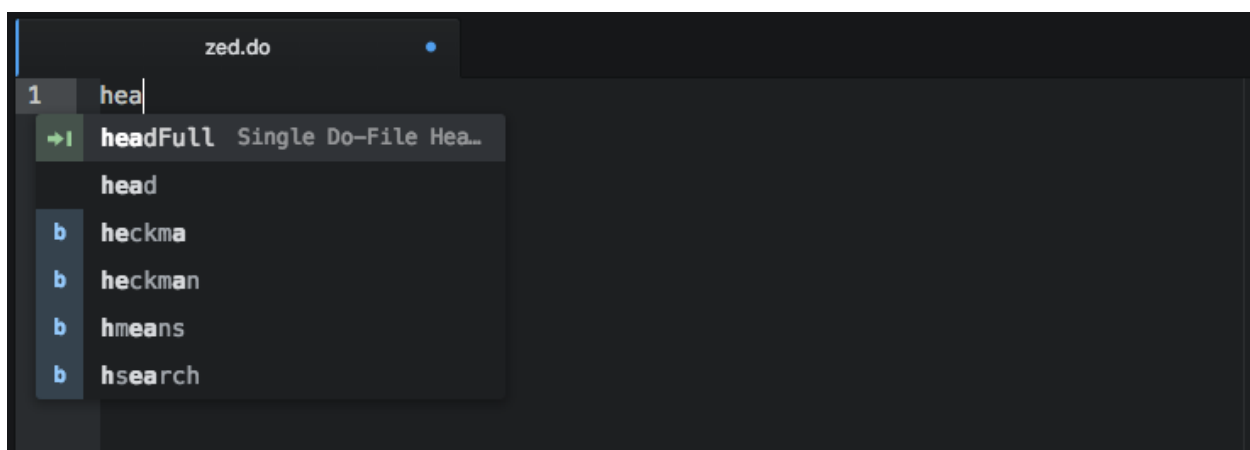 zed.do
1 hea
headFull Single Do-File Hea…
head
b heckma
b heckman
b hmeans
b hsearch